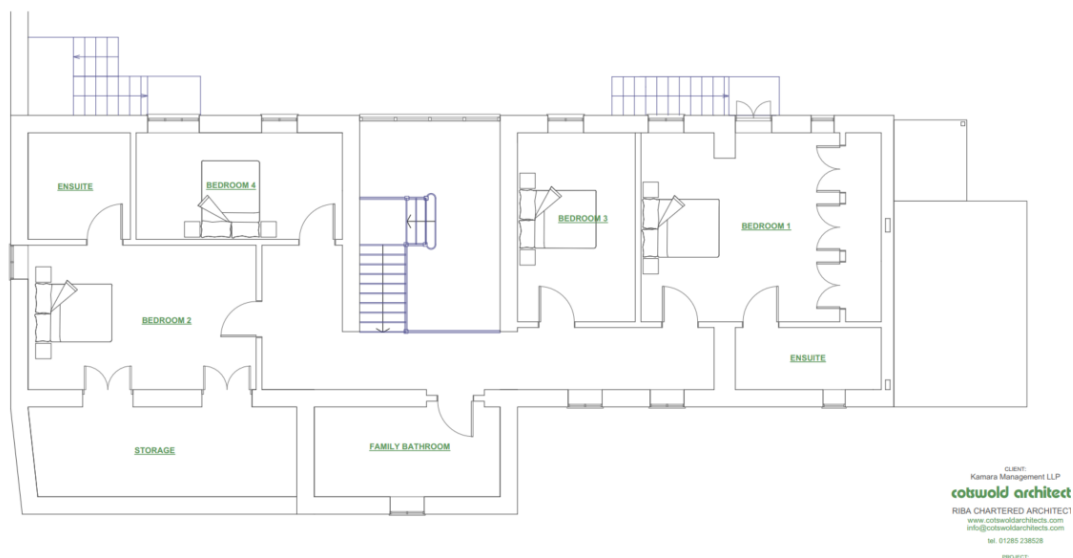 ENSUITE
BEDROOM 4
BEDROOM 3
BEDROOM 1
BEDROOM 2
ENSUITE
STORAGE
FAMILY BATHROOM
CLIENT:
Kamara Management LLP
cotswold architect
RIBA CHARTERED ARCHITECT
www.cotswoldarchitects.com
info@cotswoldarchitects.com
tel. 01285 238528
PROJECT: